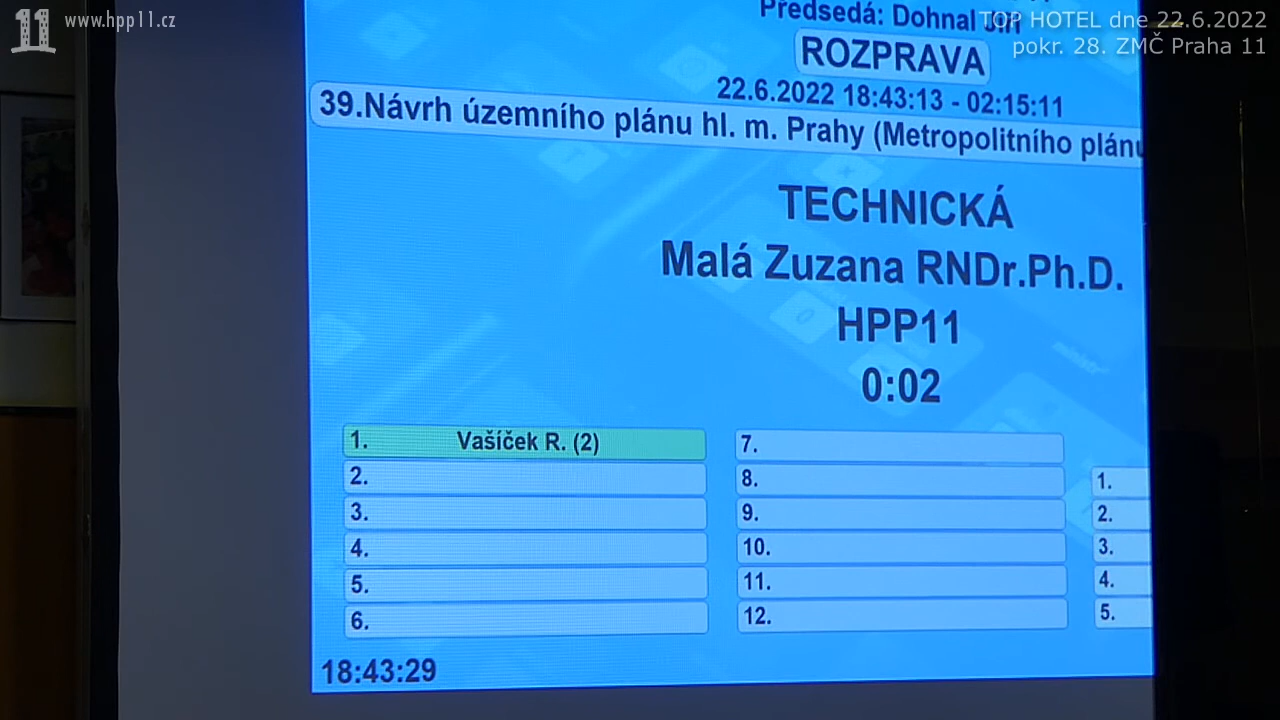 11 www.hpp11.cz
TOP HOTEL dne 22.6.2022
pokr. 28. ZMČ Praha 11
Předsedá: Dohnal Jiří
ROZPRAVA
22.6.2022 18:43:13 - 02:15:11
39.Návrh územního plánu hl. m. Prahy (Metropolitního plánu
TECHNICKÁ
Malá Zuzana RNDr.Ph.D.
HPP11
0:02
1. Vašíček R. (2)
2.
3.
4.
5.
6.
7.
8.
9.
10.
11.
12.
1.
2.
3.
4.
5.
18:43:29